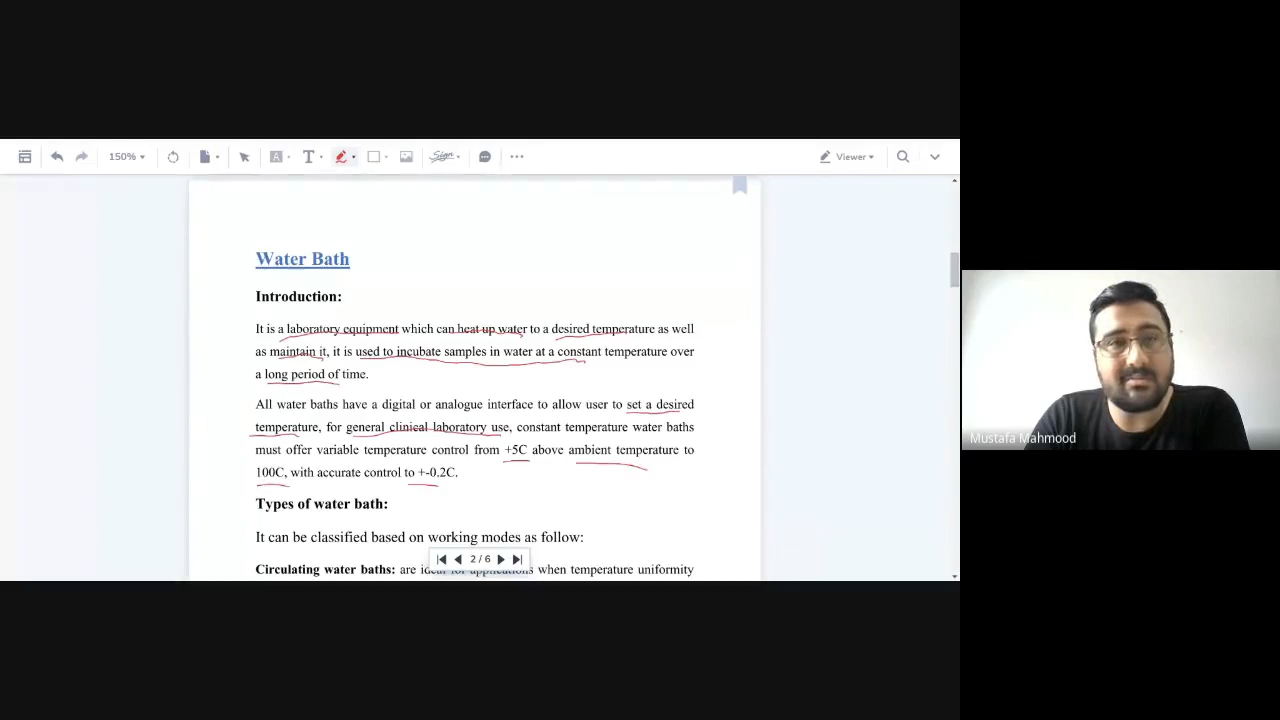 150%
A
T
Sign
Viewer
Water Bath
Introduction:
It is a laboratory equipment which can heat up water to a desired temperature as well
as maintain it, it is used to incubate samples in water at a constant temperature over
a long period of time.
All water baths have a digital or analogue interface to allow user to set a desired
temperature, for general clinical laboratory use, constant temperature water baths
must offer variable temperature control from +5C above ambient temperature to
100C, with accurate control to +-0.2C.
Types of water bath:
It can be classified based on working modes as follow:
2 / 6
Circulating water baths: are ideal for applications when temperature uniformity
Mustafa Mahmood